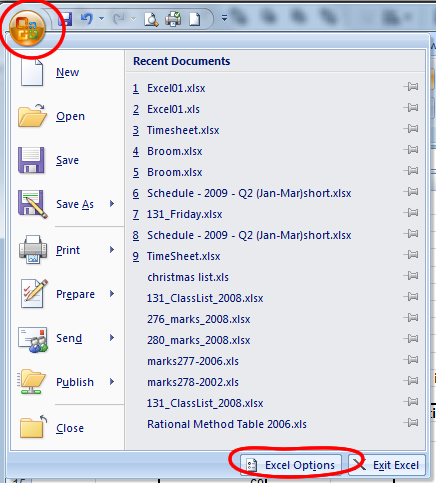 Recent Documents
New
Open
Save
Save As
Print
Prepare
Send
Publish
Close
1 Excel01.xlsx
2 Excel01.xls
3 Timesheet.xlsx
4 Broom.xlsx
5 Broom.xlsx
6 Schedule - 2009 - Q2 (Jan-Mar)short.xlsx
7 131_Friday.xlsx
8 Schedule - 2009 - Q2 (Jan-Mar)short.xlsx
9 TimeSheet.xlsx
christmas list.xls
131_ClassList_2008.xlsx
276_marks_2008.xlsx
280_marks_2008.xlsx
marks277-2006.xls
marks278-2002.xls
131_ClassList_2008.xlsx
Rational Method Table 2006.xls
Excel Options
Exit Excel